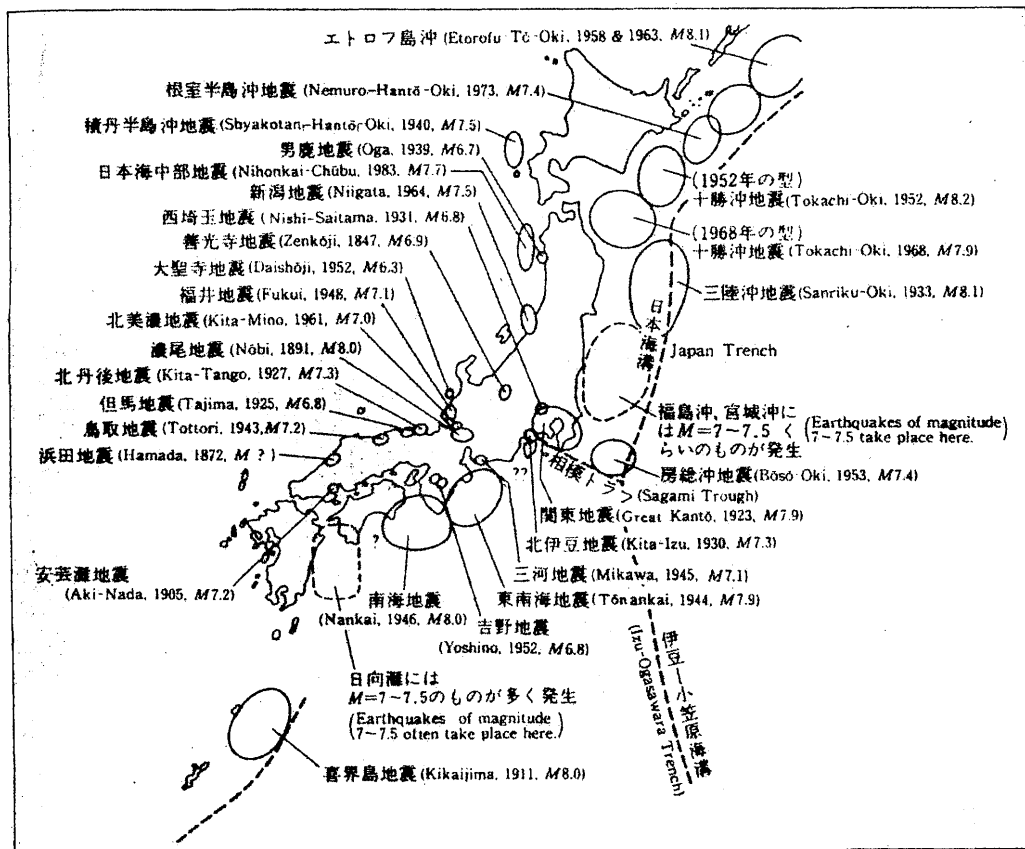 エトロフ島沖 (Etorofu-Tō-Oki, 1958 & 1963, M8.1)
根室半島沖地震 (Nemuro-Hantō-Oki, 1973, M7.4)
積丹半島沖地震 (Shyakotan-Hantō-Oki, 1940, M7.5)
男鹿地震 (Oga, 1939, M6.7)
日本海中部地震 (Nihonkai-Chūbu, 1983, M7.7)
新潟地震 (Niigata, 1964, M7.5)
西埼玉地震 (Nishi-Saitama, 1931, M6.8)
善光寺地震 (Zenkōji, 1847, M6.9)
大聖寺地震 (Daishōji, 1952, M6.3)
福井地震 (Fukui, 1948, M7.1)
北美濃地震 (Kita-Mino, 1961, M7.0)
濃尾地震 (Nōbi, 1891, M8.0)
北丹後地震 (Kita-Tango, 1927, M7.3)
但馬地震 (Tajima, 1925, M6.8)
鳥取地震 (Tottori, 1943, M7.2)
浜田地震 (Hamada, 1872, M ?)
(1952年の型)
十勝沖地震 (Tokachi-Oki, 1952, M8.2)
(1968年の型)
十勝沖地震 (Tokachi-Oki, 1968, M7.9)
三陸沖地震 (Sanriku-Oki, 1933, M8.1)
日本海溝
Japan Trench
福島沖, 宮城沖に
はM=7~7.5く
らいのものが発生
(Earthquakes of magnitude
7~7.5 take place here.)
房総沖地震 (Bōsō-Oki, 1953, M7.4)
??
相模トラフ
(Sagami Trough)
関東地震 (Great Kantō, 1923, M7.9)
北伊豆地震 (Kita-Izu, 1930, M7.3)
三河地震 (Mikawa, 1945, M7.1)
東南海地震 (Tōnankai, 1944, M7.9)
?
安芸灘地震
(Aki-Nada, 1905, M7.2)
南海地震
(Nankai, 1946, M8.0)
吉野地震
(Yoshino, 1952, M6.8)
日向灘には
M=7~7.5のものが多く発生
(Earthquakes of magnitude
7~7.5 often take place here.)
伊豆—小笠原海溝
(Izu-Ogasawara Trench)
喜界島地震 (Kikaijima, 1911, M8.0)